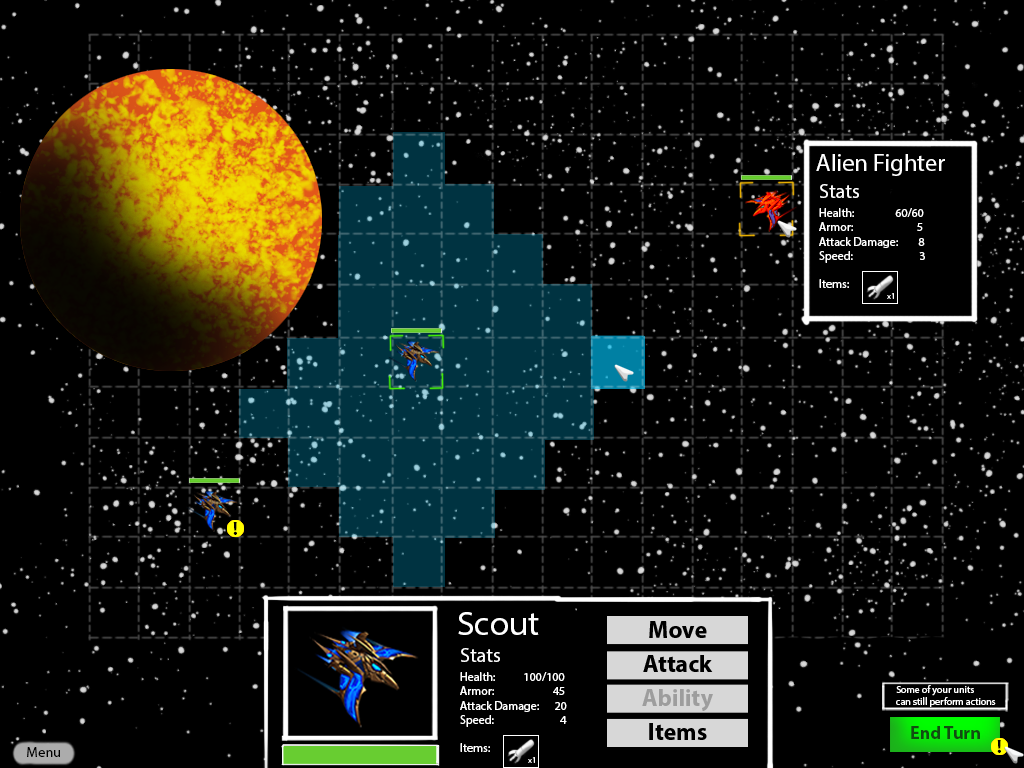 Alien Fighter
Stats
Health: 60/60
Armor: 5
Attack Damage: 8
Speed: 3
Items: x1
!
Scout
Stats
Health: 100/100
Armor: 45
Attack Damage: 20
Speed: 4
Items: x1
Move
Attack
Ability
Items
Some of your units
can still perform actions
End Turn
!
Menu